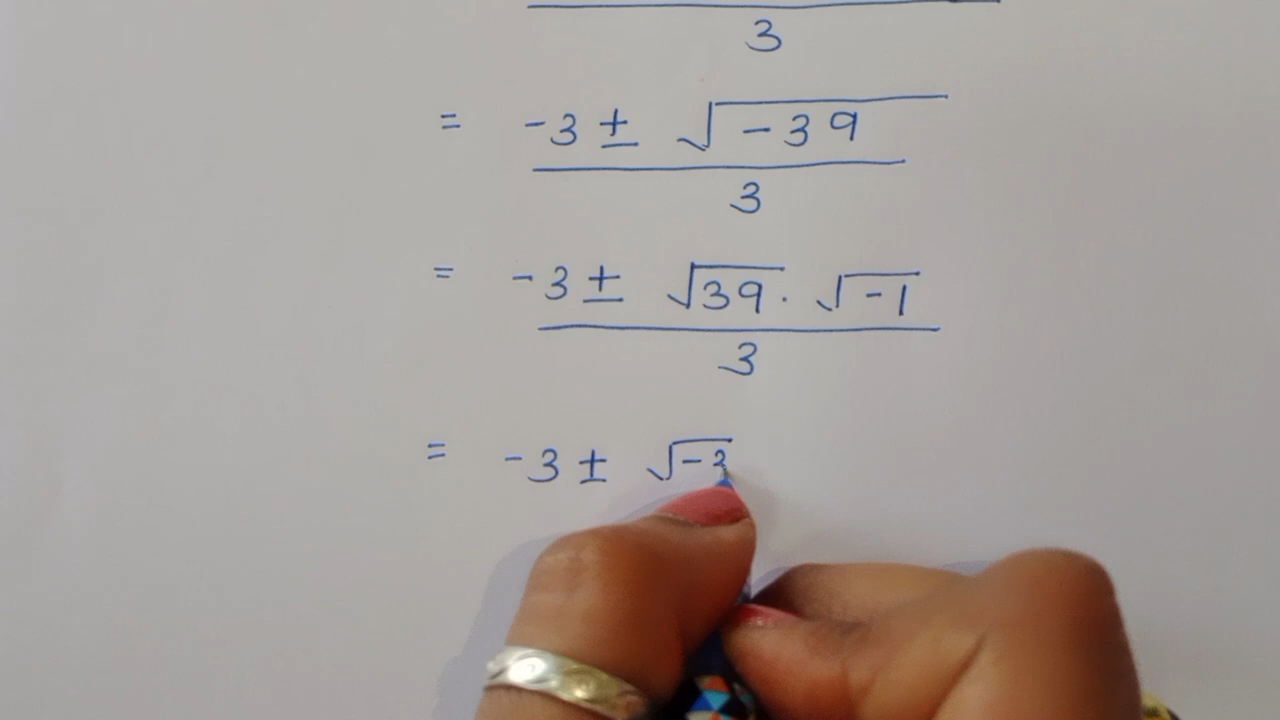 3
= -3 ± √-39
3
= -3 ± √39 . √-1
3
= -3 ± √-3